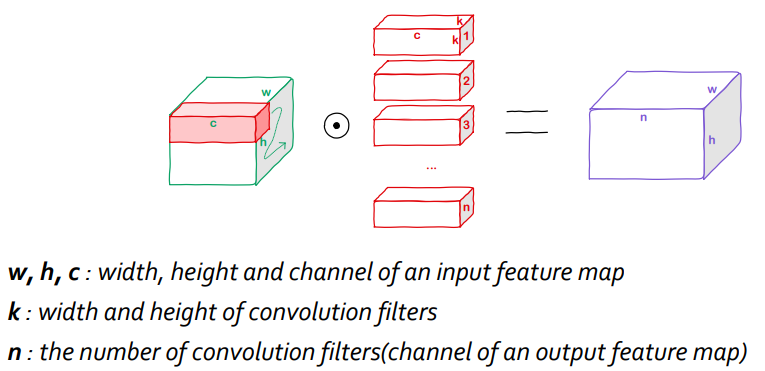 k
c
k
1
w
2
w
c
3
n
h
h
...
n
w, h, c : width, height and channel of an input feature map
k : width and height of convolution filters
n : the number of convolution filters(channel of an output feature map)